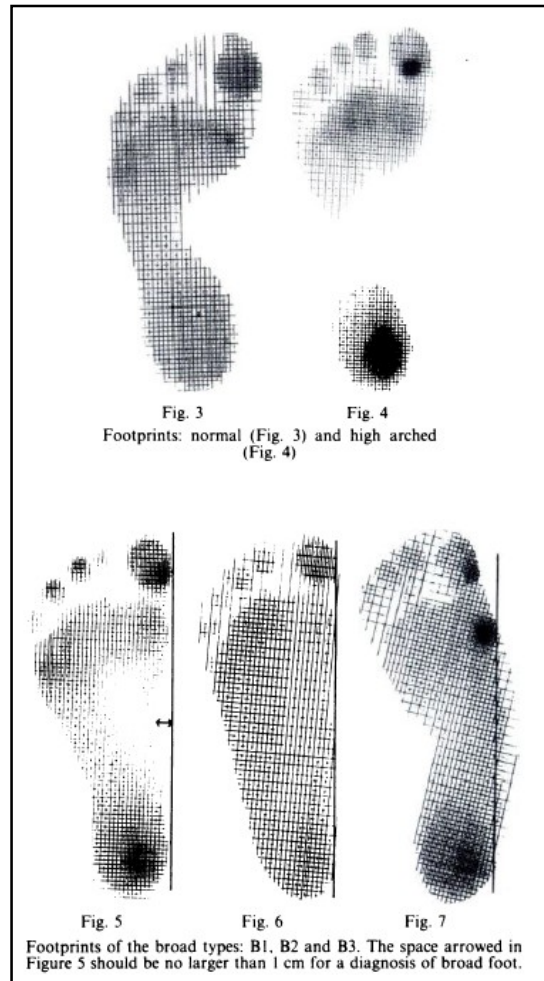 Fig. 3
Fig. 4
Footprints: normal (Fig. 3) and high arched
(Fig. 4)
Fig. 5
Fig. 6
Fig. 7
Footprints of the broad types: B1, B2 and B3. The space arrowed in
Figure 5 should be no larger than 1 cm for a diagnosis of broad foot.